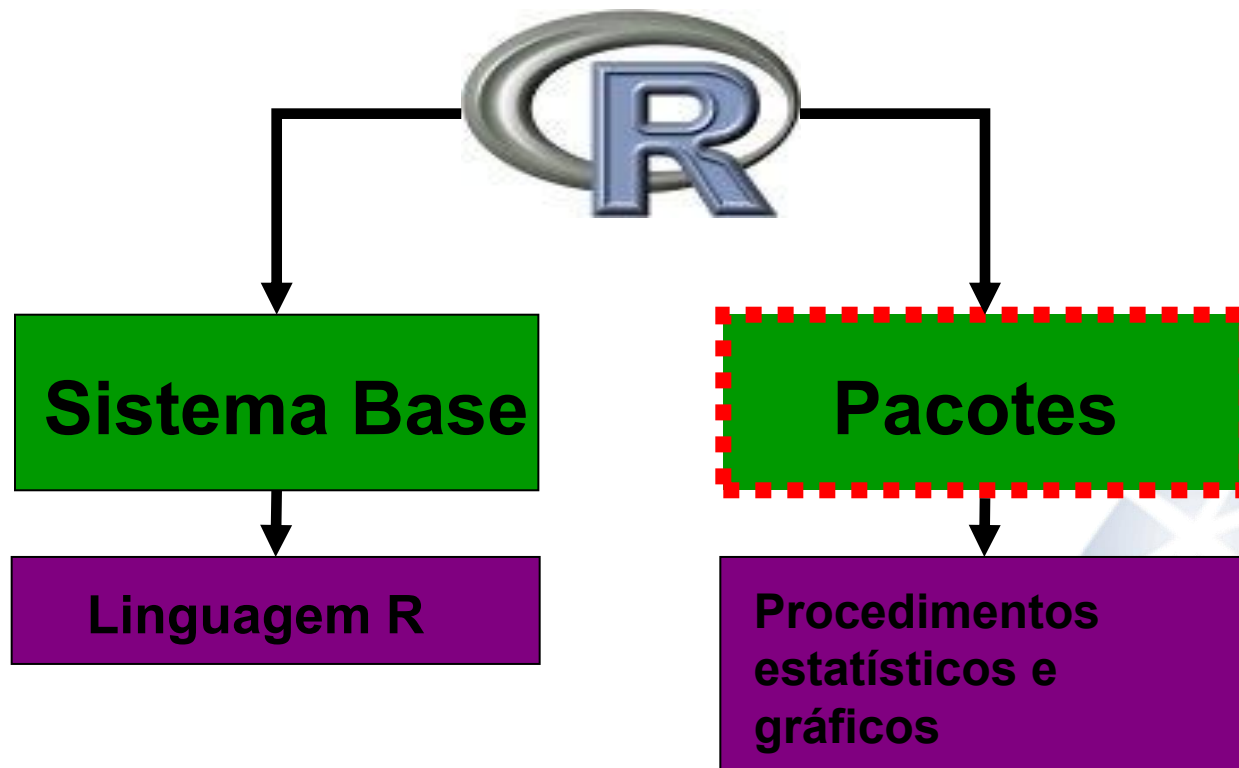 R
Sistema Base
Pacotes
Linguagem R
Procedimentos
estatísticos e
gráficos